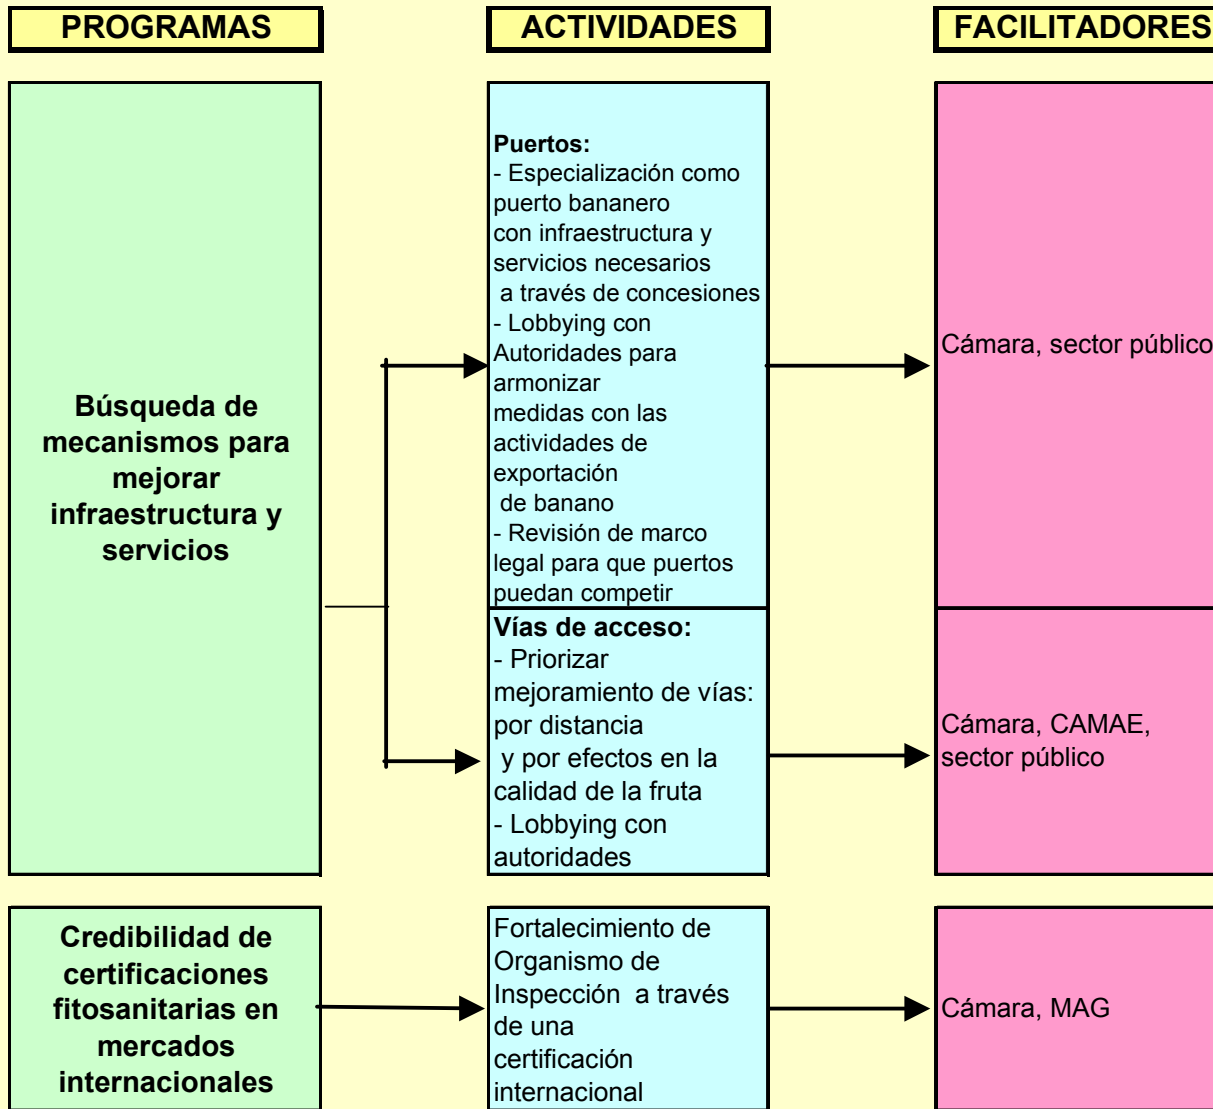 PROGRAMAS
ACTIVIDADES
FACILITADORES
Búsqueda de
mecanismos para
mejorar
infraestructura y
servicios
Puertos:
- Especialización como
puerto bananero
con infraestructura y
servicios necesarios
a través de concesiones
- Lobbying con
Autoridades para
armonizar
medidas con las
actividades de
exportación
de banano
- Revisión de marco
legal para que puertos
puedan competir
Cámara, sector público
Vías de acceso:
- Priorizar
mejoramiento de vías:
por distancia
y por efectos en la
calidad de la fruta
- Lobbying con
autoridades
Cámara, CAMAE,
sector público
Credibilidad de
certificaciones
fitosanitarias en
mercados
internacionales
Fortalecimiento de
Organismo de
Inspección a través
de una
certificación
internacional
Cámara, MAG